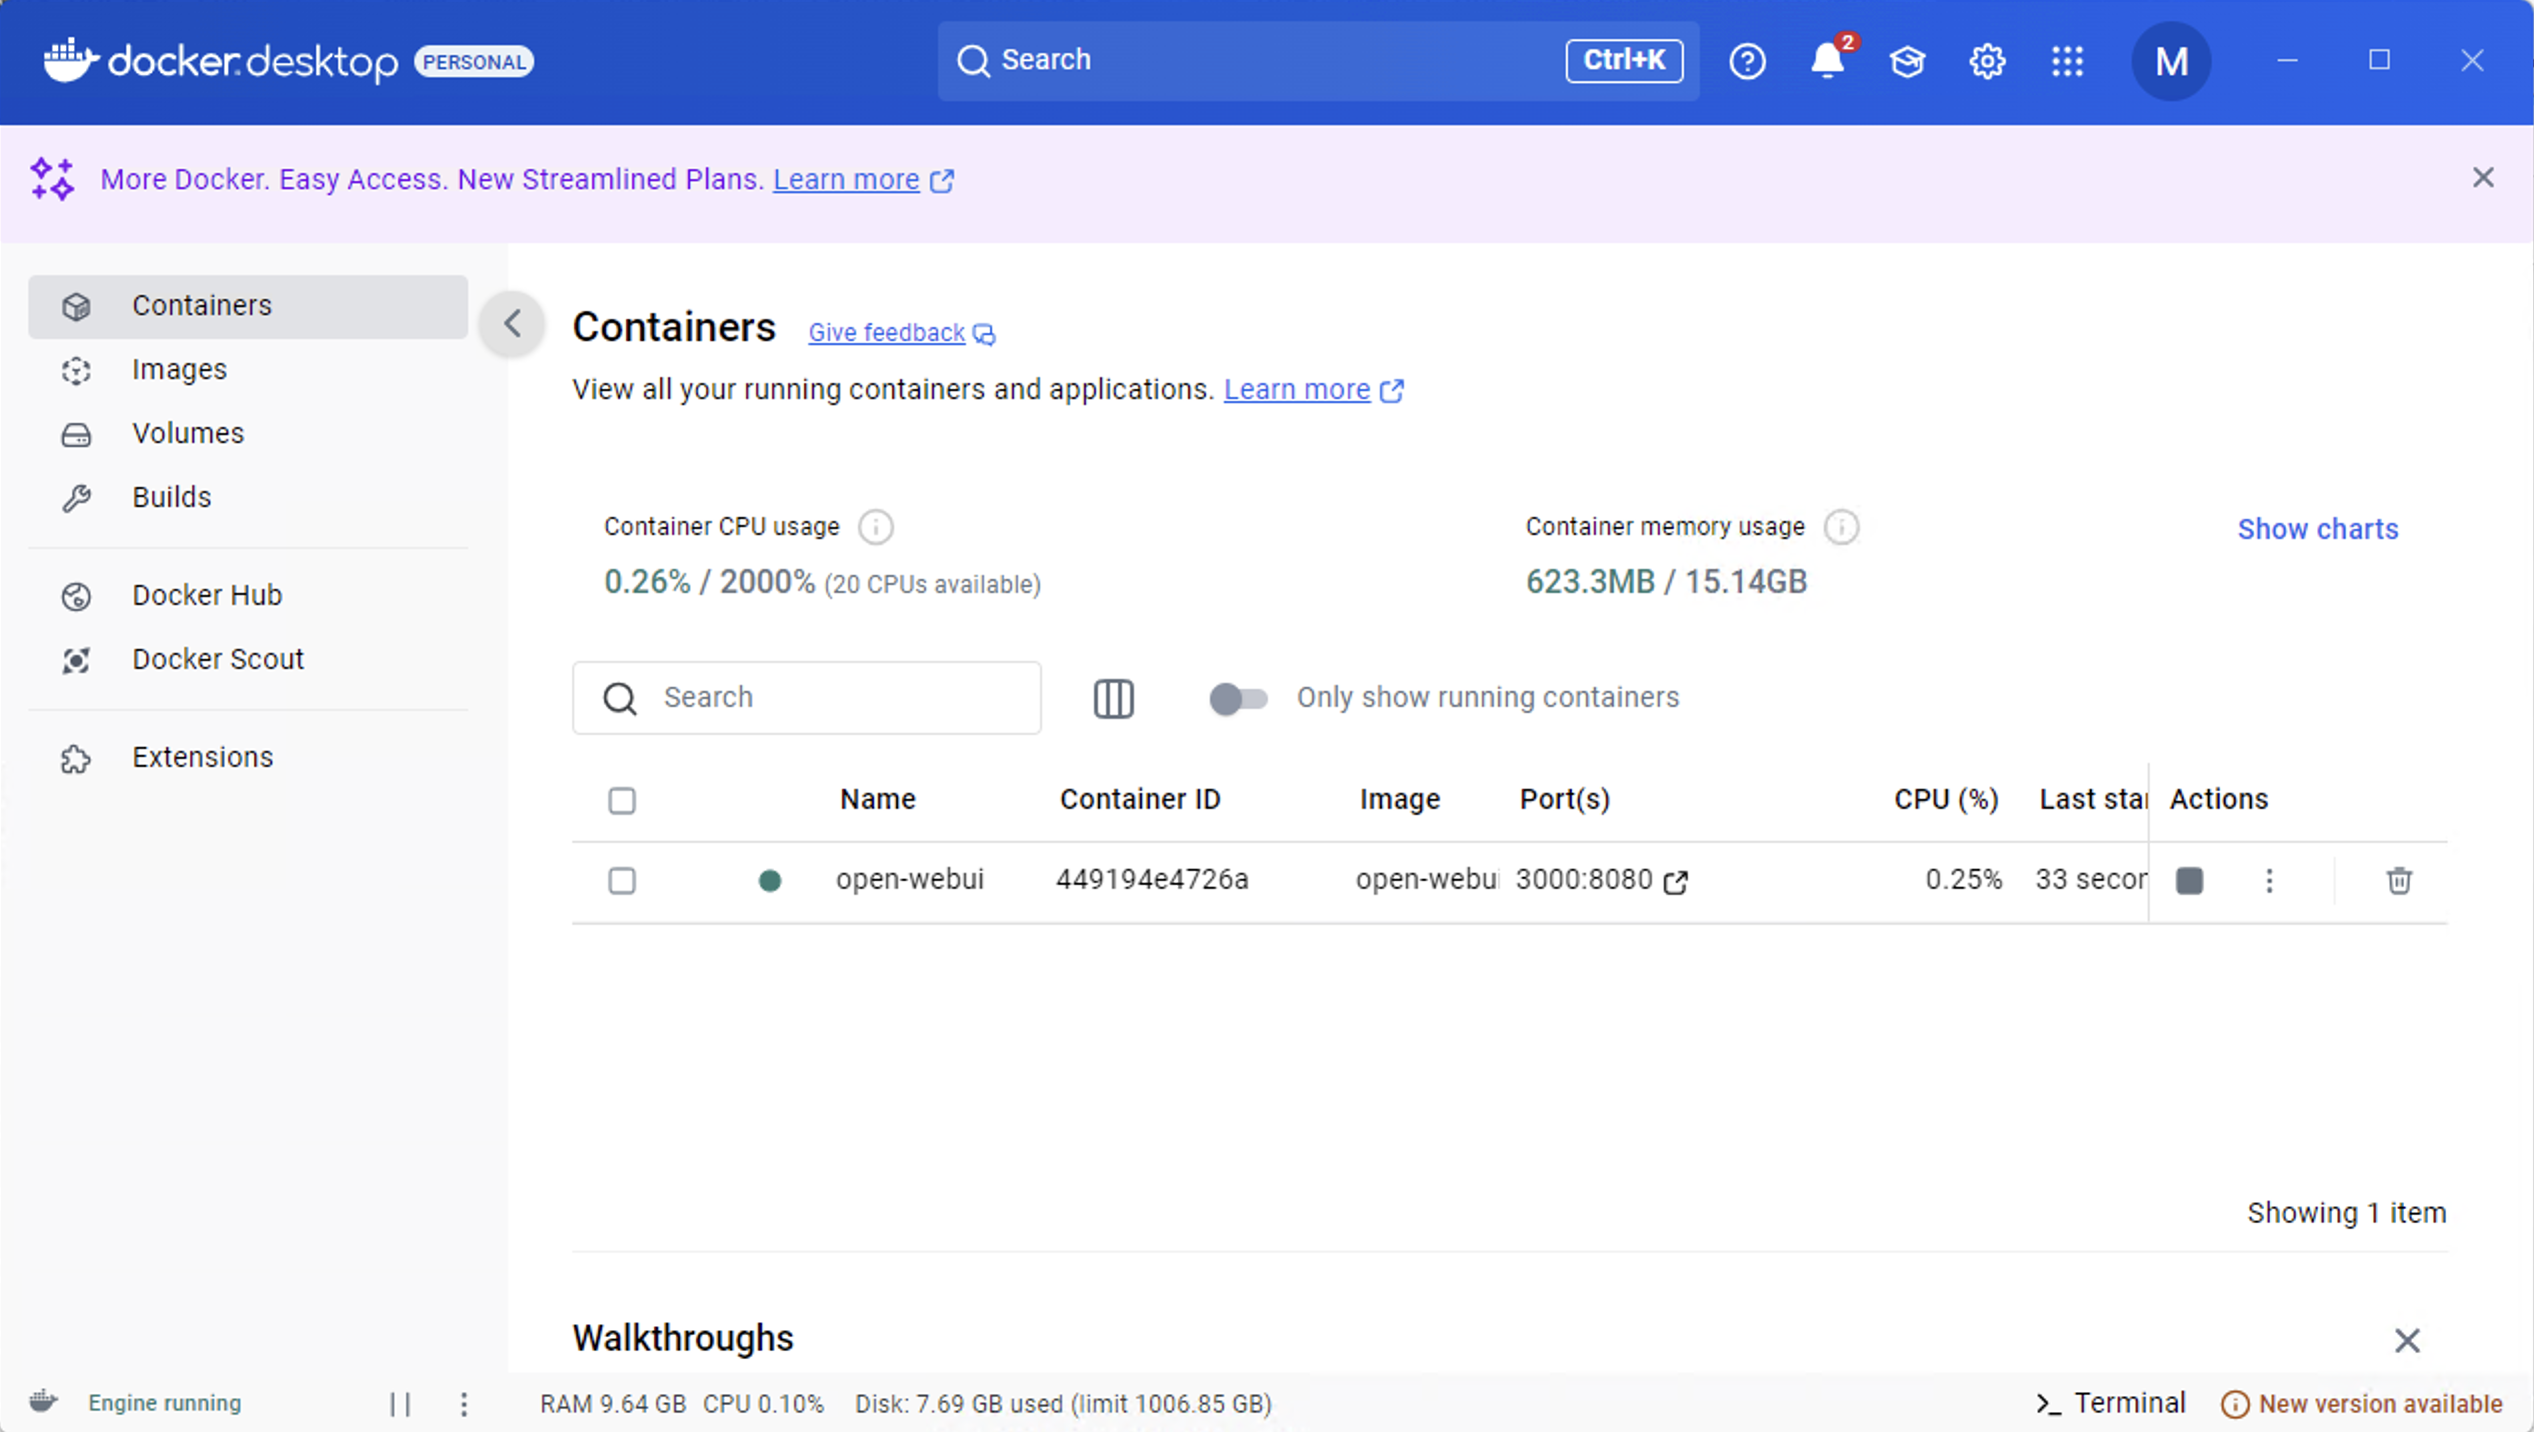 docker.desktop PERSONAL
Search Ctrl+K
2
M
More Docker. Easy Access. New Streamlined Plans. Learn more
Containers
Images
Volumes
Builds
Docker Hub
Docker Scout
Extensions
Containers Give feedback
View all your running containers and applications. Learn more
Container CPU usage
0.26% / 2000% (20 CPUs available)
Container memory usage
623.3MB / 15.14GB
Show charts
Search
Only show running containers
Name Container ID Image Port(s) CPU (%) Last star Actions
open-webui 449194e4726a open-webui 3000:8080 0.25% 33 secon
Showing 1 item
Walkthroughs
Engine running RAM 9.64 GB CPU 0.10% Disk: 7.69 GB used (limit 1006.85 GB) >_ Terminal New version available